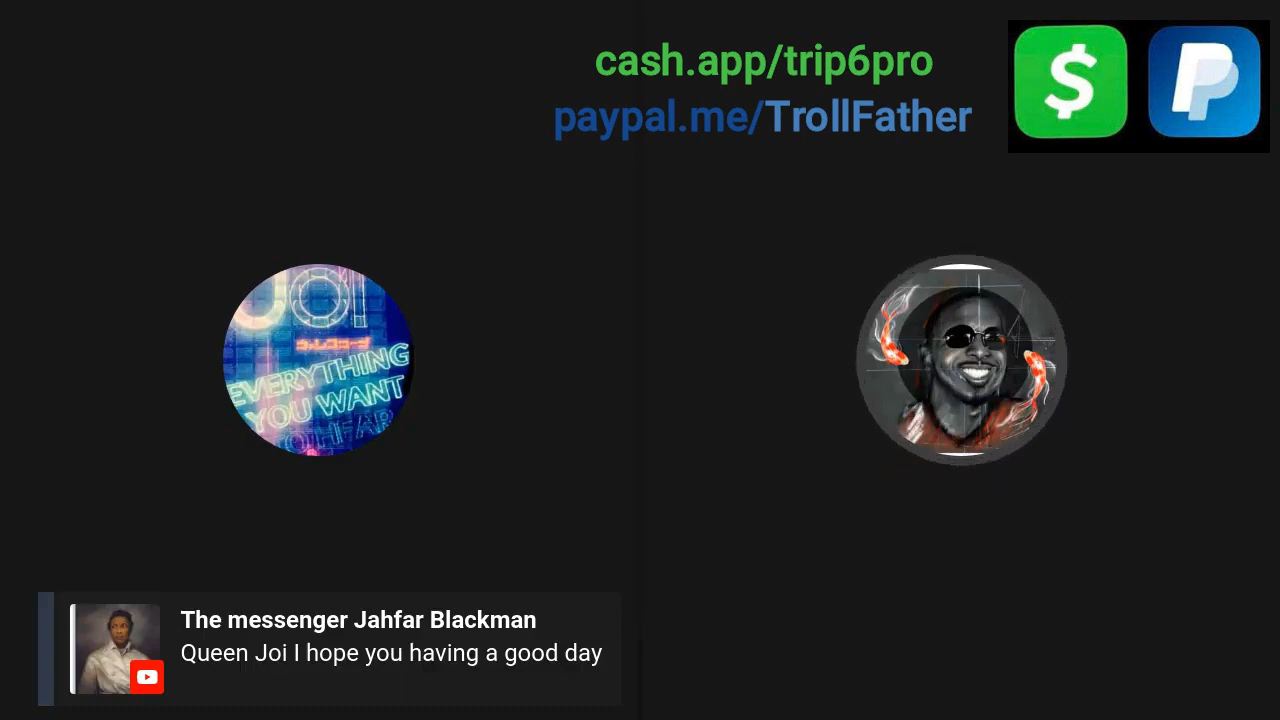 cash.app/trip6pro
paypal.me/TrollFather
$
P
JOI
EVERYTHING
YOU WANT
The messenger Jahfar Blackman
Queen Joi I hope you having a good day